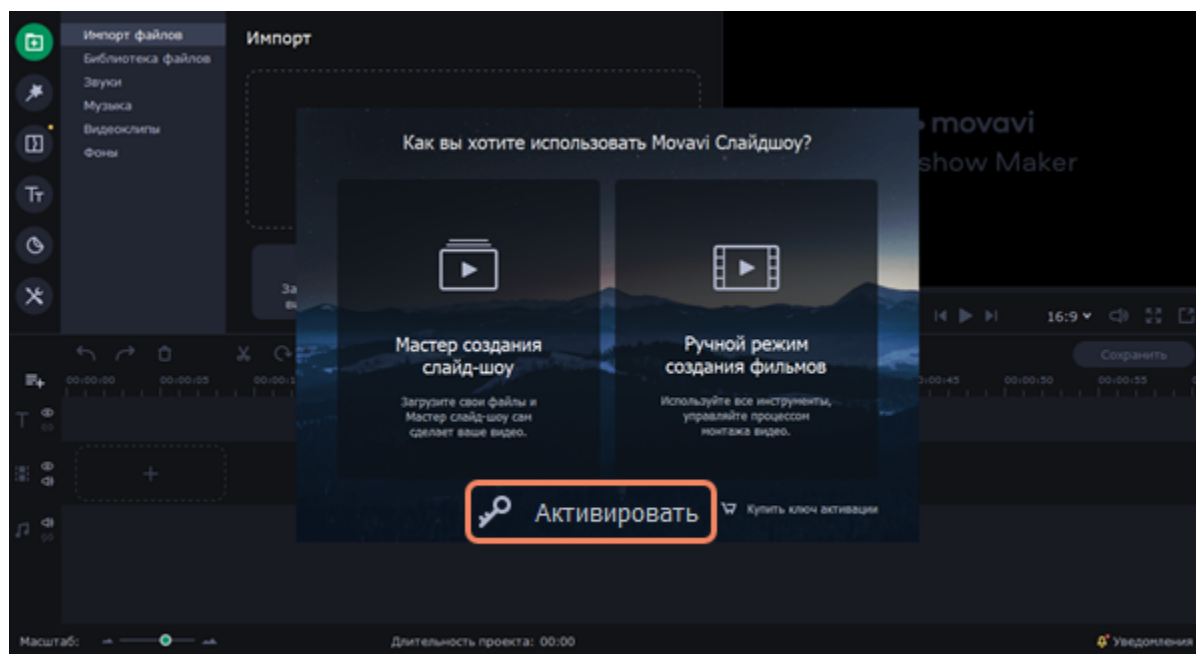 Импорт файлов
Библиотека файлов
Звуки
Музыка
Видеоклипы
Фоны
Импорт
movavi
show Maker
Как вы хотите использовать Movavi Слайдшоу?
Мастер создания
слайд-шоу
Загрузите свои файлы и
Мастер слайд-шоу сам
сделает ваше видео.
Ручной режим
создания фильмов
Используйте все инструменты,
управляйте процессом
монтажа видео.
Активировать
Купить ключ активации
16:9
Сохранить
00:00:00 00:00:05 00:00:55
00:00:50
Масштаб:
Длительность проекта: 00:00
Уведомления